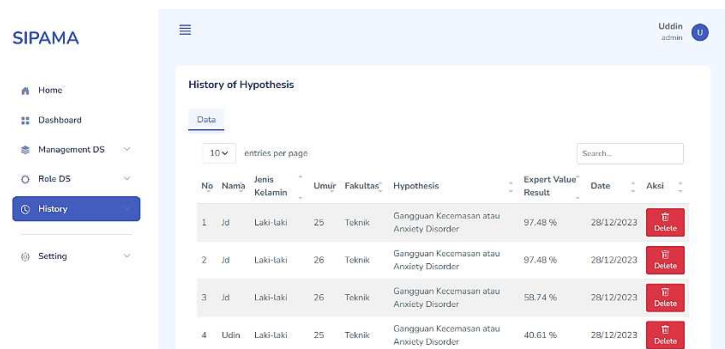 SIPAMA
Uddin
admin
U
Home
Dashboard
Management DS
Role DS
History
Setting
History of Hypothesis
Data
10 entries per page
Search...
No Nama Jenis Kelamin Umur Fakultas Hypothesis Expert Value Result Date Aksi
1 Jd Laki-laki 25 Teknik Gangguan Kecemasan atau 97.48 % 28/12/2023 Delete
Anxiety Disorder
2 Jd Laki-laki 26 Teknik Gangguan Kecemasan atau 97.48 % 28/12/2023 Delete
Anxiety Disorder
3 Jd Laki-laki 26 Teknik Gangguan Kecemasan atau 58.74 % 28/12/2023 Delete
Anxiety Disorder
4 Udin Laki-laki 25 Teknik Gangguan Kecemasan atau 40.61 % 28/12/2023 Delete
Anxiety Disorder